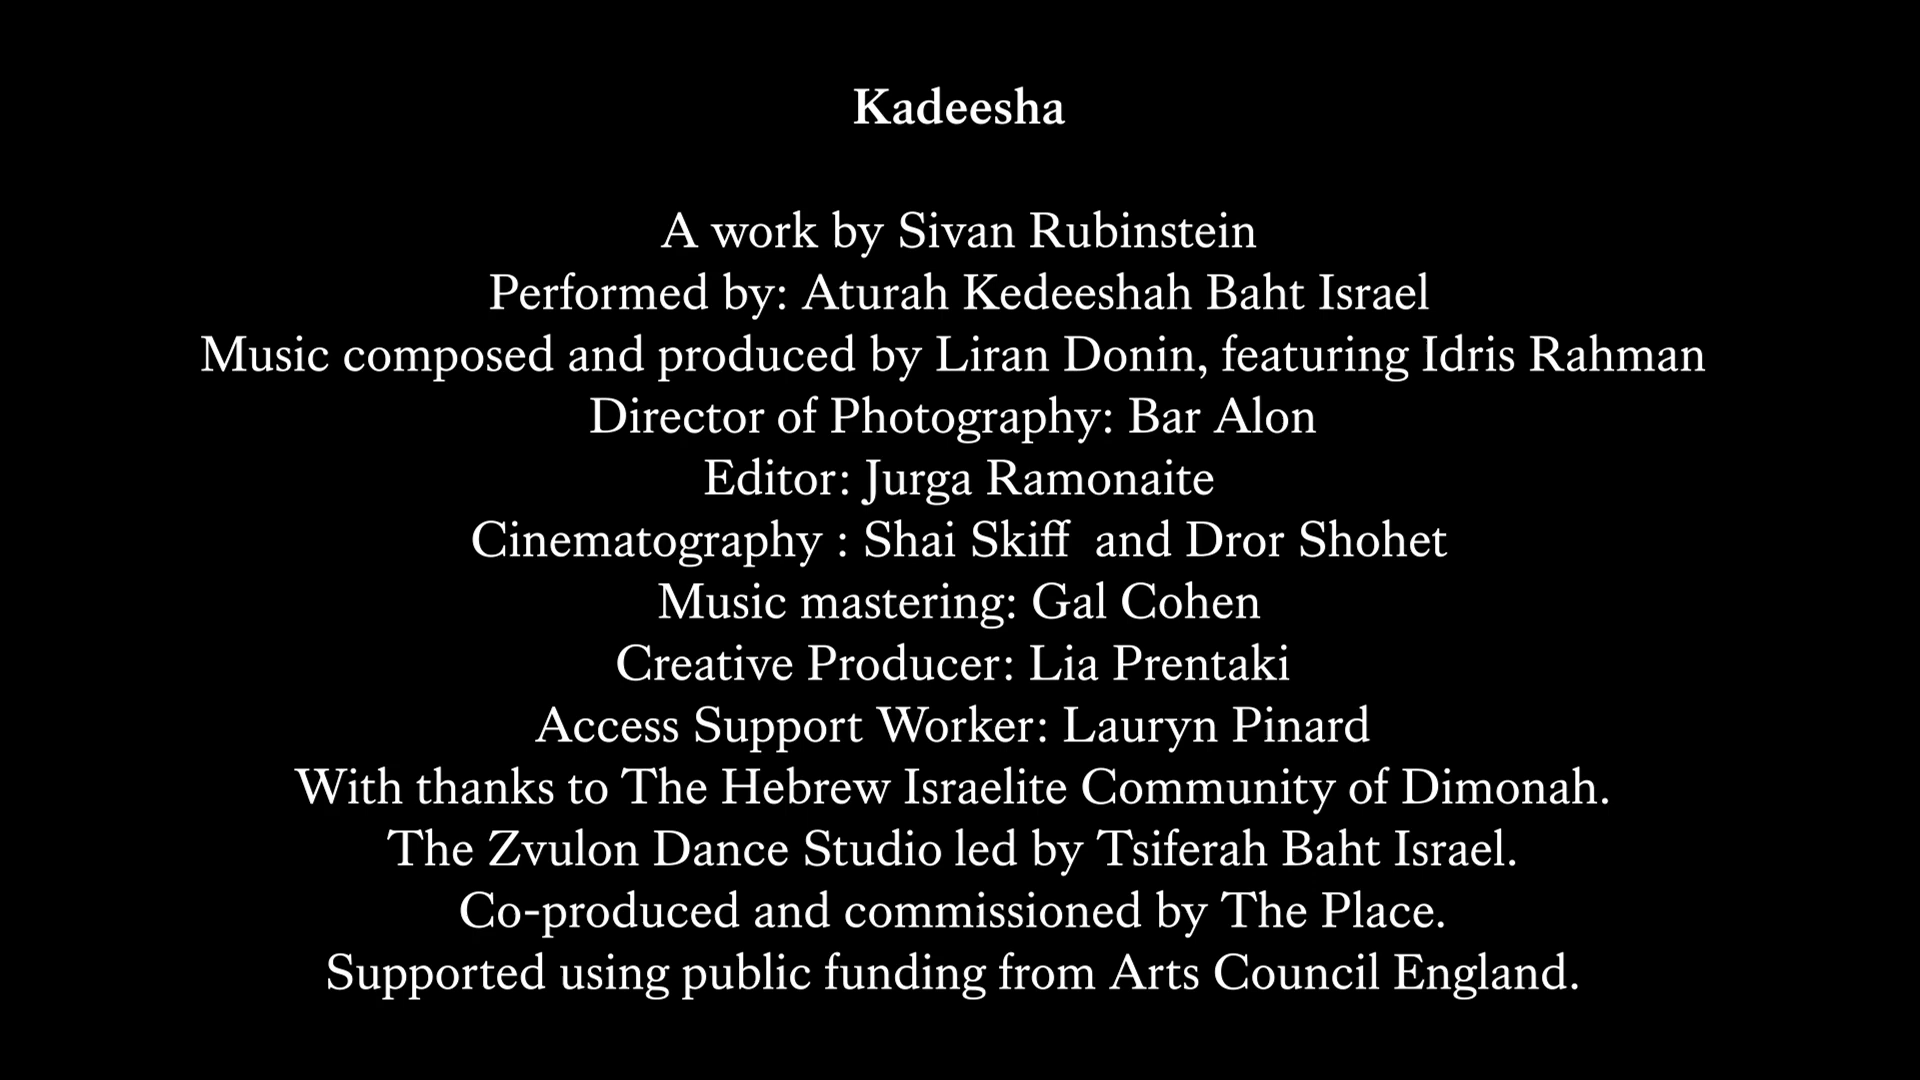 Kadeesha
A work by Sivan Rubinstein
Performed by: Aturah Kedeeshah Baht Israel
Music composed and produced by Liran Donin, featuring Idris Rahman
Director of Photography: Bar Alon
Editor: Jurga Ramonaite
Cinematography : Shai Skiff  and Dror Shohet
Music mastering: Gal Cohen
Creative Producer: Lia Prentaki
Access Support Worker: Lauryn Pinard
With thanks to The Hebrew Israelite Community of Dimonah.
The Zvulon Dance Studio led by Tsiferah Baht Israel.
Co-produced and commissioned by The Place.
Supported using public funding from Arts Council England.